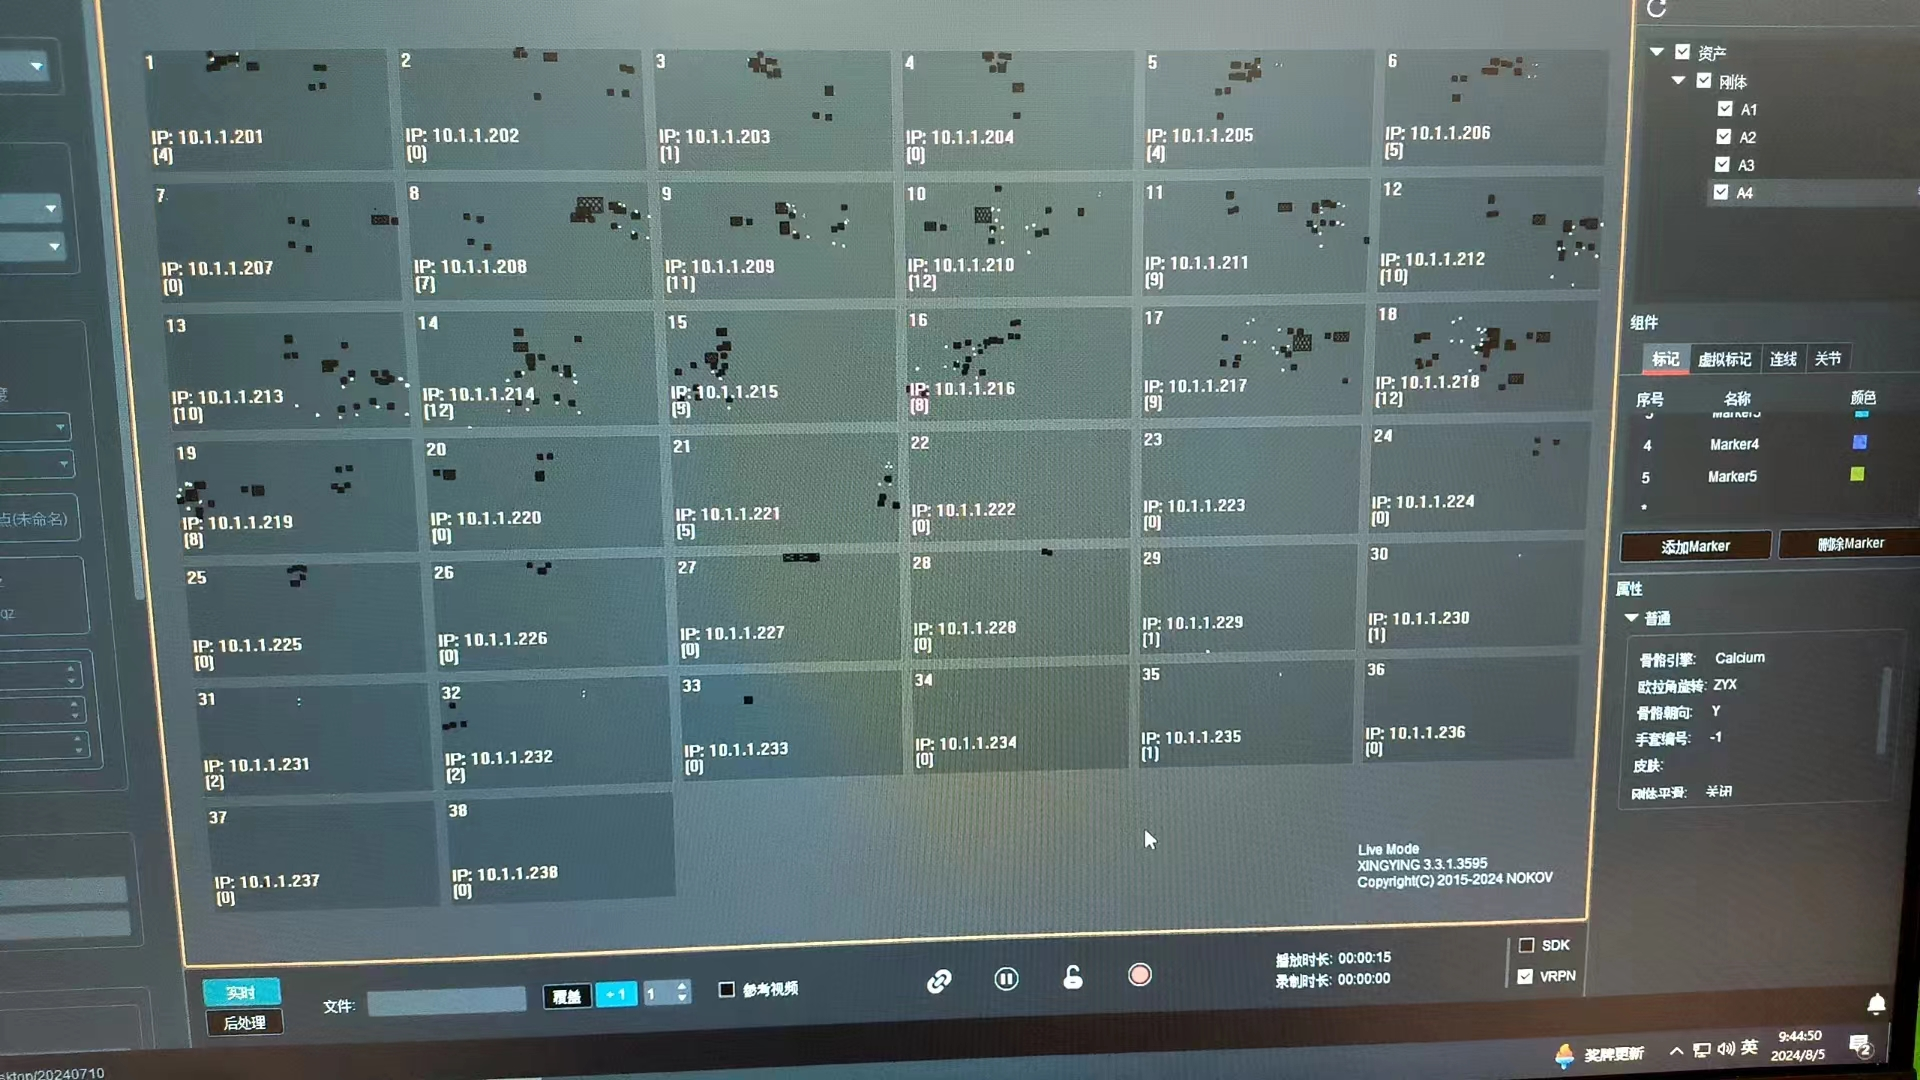 1
IP: 10.1.1.201
[4]
2
IP: 10.1.1.202
[0]
3
IP: 10.1.1.203
[1]
4
IP: 10.1.1.204
[0]
5
IP: 10.1.1.205
[4]
6
IP: 10.1.1.206
[5]
7
IP: 10.1.1.207
[0]
8
IP: 10.1.1.208
[7]
9
IP: 10.1.1.209
[11]
10
IP: 10.1.1.210
[12]
11
IP: 10.1.1.211
[9]
12
IP: 10.1.1.212
[10]
13
IP: 10.1.1.213
[10]
14
IP: 10.1.1.214
[12]
15
IP: 10.1.1.215
[9]
16
IP: 10.1.1.216
[8]
17
IP: 10.1.1.217
[9]
18
IP: 10.1.1.218
[12]
19
IP: 10.1.1.219
[8]
20
IP: 10.1.1.220
[0]
21
IP: 10.1.1.221
[5]
22
IP: 10.1.1.222
[0]
23
IP: 10.1.1.223
[0]
24
IP: 10.1.1.224
[0]
25
IP: 10.1.1.225
[0]
26
IP: 10.1.1.226
[0]
27
IP: 10.1.1.227
[0]
28
IP: 10.1.1.228
[0]
29
IP: 10.1.1.229
[1]
30
IP: 10.1.1.230
[1]
31
IP: 10.1.1.231
[2]
32
IP: 10.1.1.232
[2]
33
IP: 10.1.1.233
[0]
34
IP: 10.1.1.234
[0]
35
IP: 10.1.1.235
[1]
36
IP: 10.1.1.236
[0]
37
IP: 10.1.1.237
[0]
38
IP: 10.1.1.238
[0]
Live Mode
XINGYING 3.3.1.3595
Copyright(C) 2015-2024 NOKOV
资产
刚体
A1
A2
A3
A4
组件
标记 虚拟标记 连线 关节
序号 名称 颜色
Marker3
4 Marker4
5 Marker5
*
添加Marker 删除Marker
属性
普通
骨骼引擎: Calcium
欧拉角旋转: ZYX
骨骼朝向: Y
手套编号: -1
皮肤:
刚体平滑: 关闭
点(未命名)
qz
实时
后处理
文件:
覆盖 +1 1
参考视频
播放时长: 00:00:15
录制时长: 00:00:00
SDK
VRPN
奖牌更新
英
9:44:50
2024/8/5
2
sktop/20240710